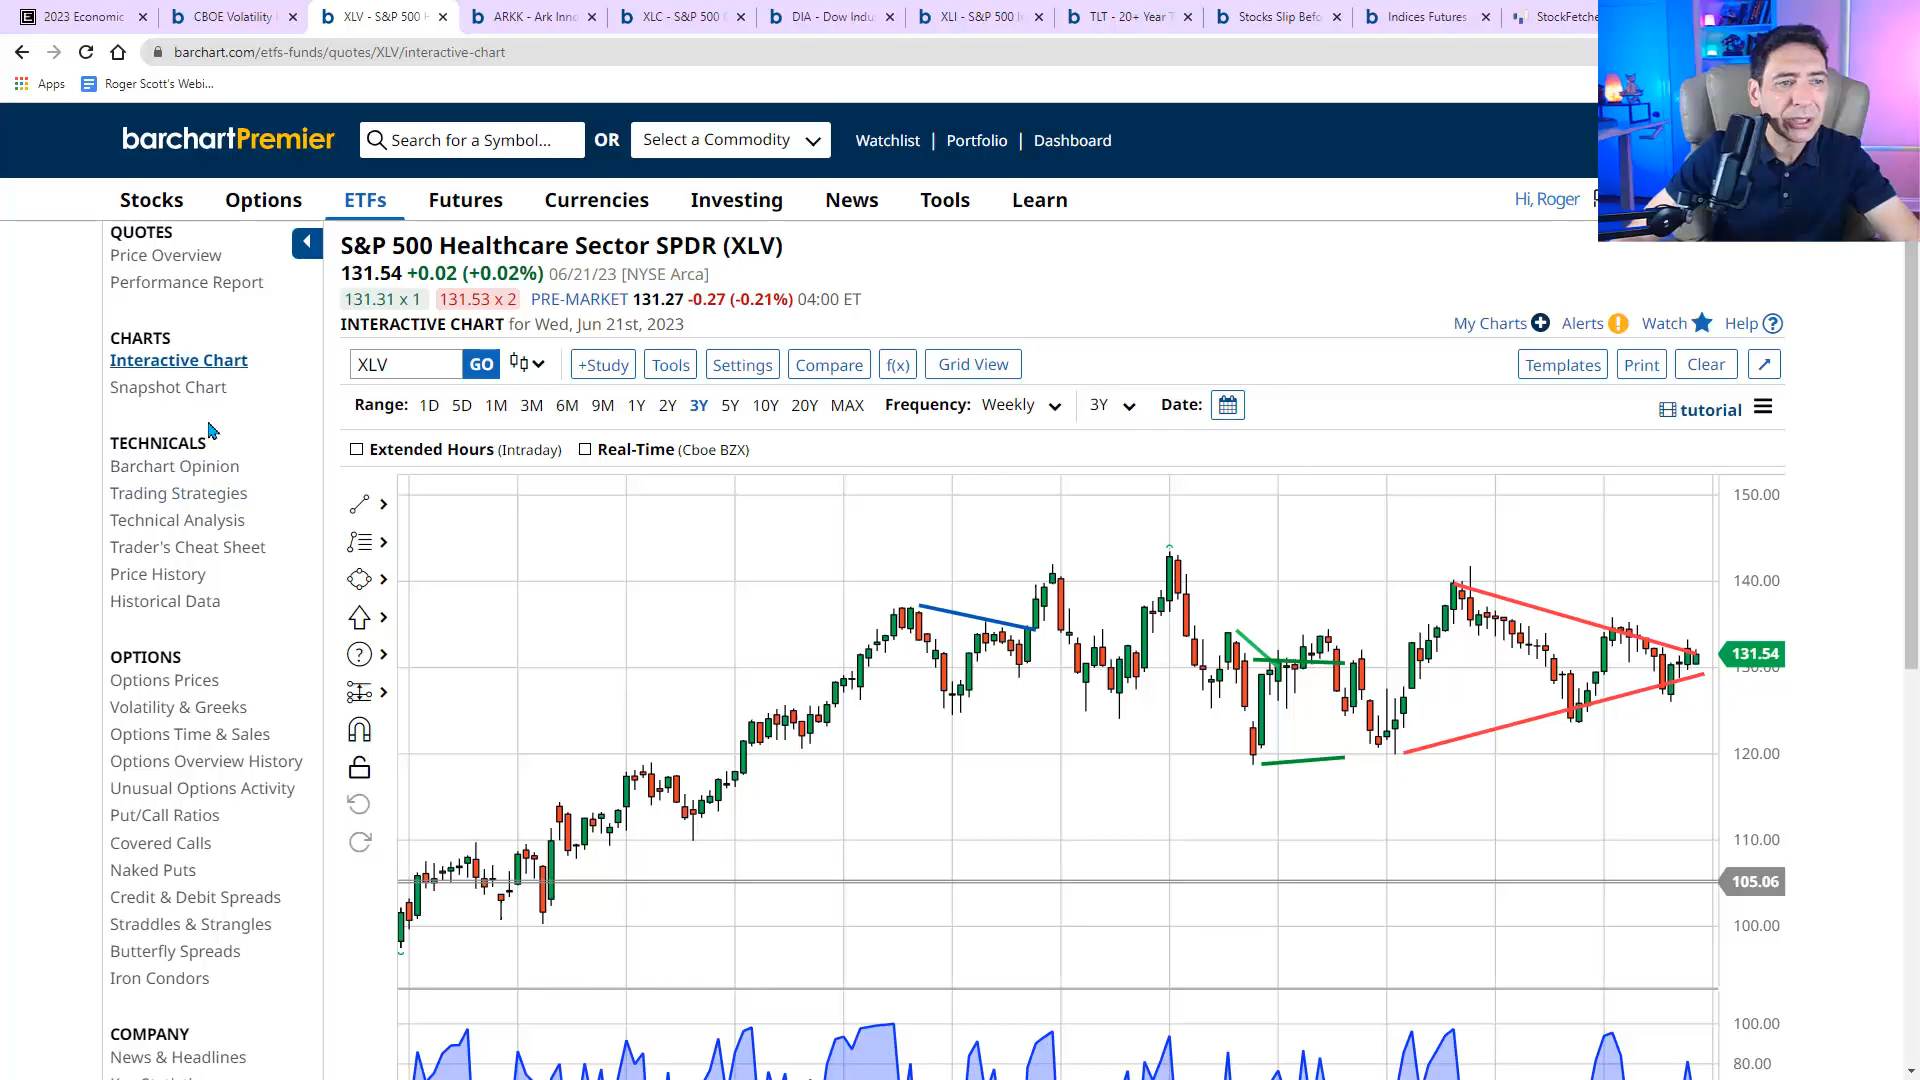 2023 Economic
CBOE Volatility
XLV - S&P 500 H
ARKK - Ark Inno
XLC - S&P 500 C
DIA - Dow Indu
XLI - S&P 500 In
TLT - 20+ Year T
Stocks Slip Befo
Indices Futures
StockFetche
barchart.com/etfs-funds/quotes/XLV/interactive-chart
Apps
Roger Scott's Webi...
barchartPremier
Search for a Symbol...
OR
Select a Commodity
Watchlist | Portfolio | Dashboard
Stocks Options ETFs Futures Currencies Investing News Tools Learn
Hi, Roger
QUOTES
Price Overview
Performance Report
CHARTS
Interactive Chart
Snapshot Chart
TECHNICALS
Barchart Opinion
Trading Strategies
Technical Analysis
Trader's Cheat Sheet
Price History
Historical Data
OPTIONS
Options Prices
Volatility & Greeks
Options Time & Sales
Options Overview History
Unusual Options Activity
Put/Call Ratios
Covered Calls
Naked Puts
Credit & Debit Spreads
Straddles & Strangles
Butterfly Spreads
Iron Condors
COMPANY
News & Headlines
S&P 500 Healthcare Sector SPDR (XLV)
131.54 +0.02 (+0.02%) 06/21/23 [NYSE Arca]
131.31 x 1 131.53 x 2 PRE-MARKET 131.27 -0.27 (-0.21%) 04:00 ET
INTERACTIVE CHART for Wed, Jun 21st, 2023
My Charts Alerts Watch Help
XLV GO +Study Tools Settings Compare f(x) Grid View
Templates Print Clear
Range: 1D 5D 1M 3M 6M 9M 1Y 2Y 3Y 5Y 10Y 20Y MAX Frequency: Weekly 3Y Date:
tutorial
Extended Hours (Intraday) Real-Time (Cboe BZX)
150.00
140.00
131.54
120.00
110.00
105.06
100.00
100.00
80.00